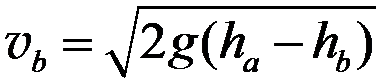 v_b = √(2g(h_a − h_b))